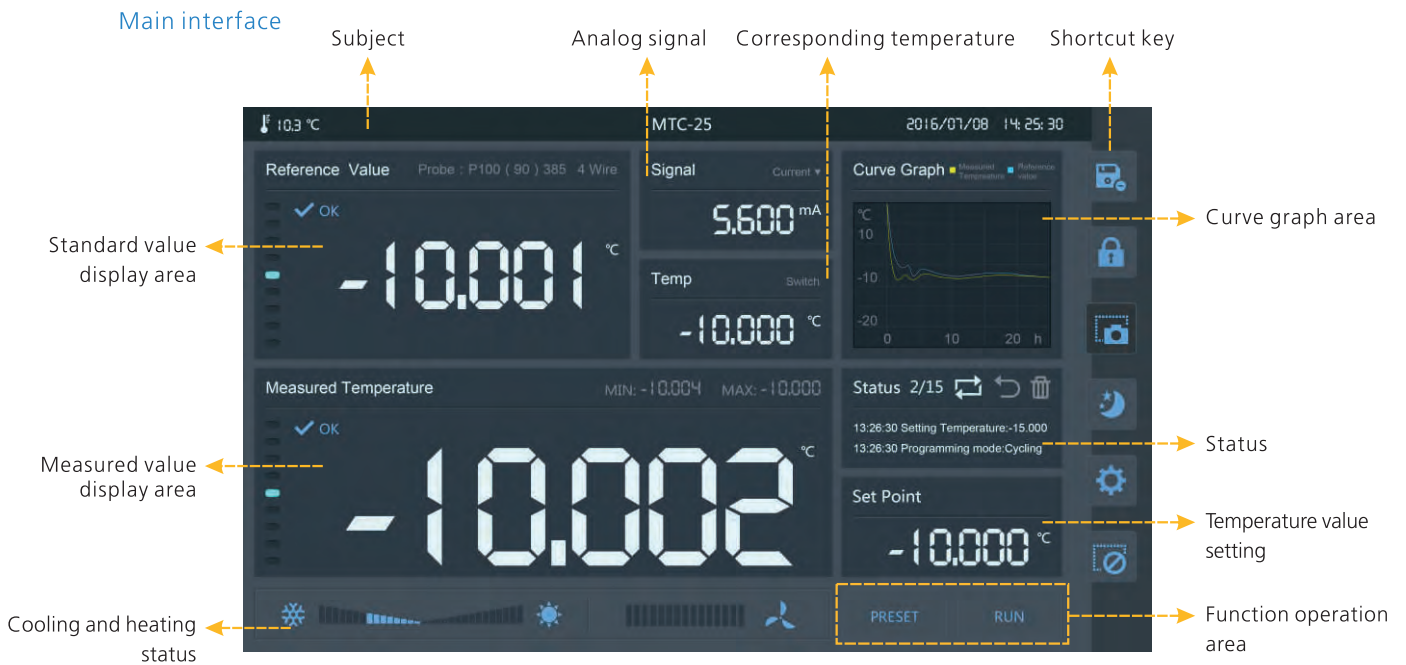 Main interface
Subject
Analog signal
Corresponding temperature
Shortcut key
10.3 ℃
MTC-25
2016/07/08 14:25:30
Reference Value
Probe : P100 ( 90 ) 385 4 Wire
OK
-10.001 ℃
Signal
Current ▾
5.600 mA
Temp
Switch
-10.000 ℃
Curve Graph
Measured
Tempreature
Reference
value
℃
10
-10
-20
0 10 20 h
Standard value
display area
Curve graph area
Measured Temperature
MIN: -10.004 MAX: -10.000
OK
-10.002 ℃
Status 2/15
13:26:30 Setting Temperature:-15.000
13:26:30 Programming mode:Cycling
Set Point
-10.000 ℃
Measured value
display area
Status
Temperature value
setting
PRESET
RUN
Cooling and heating
status
Function operation
area